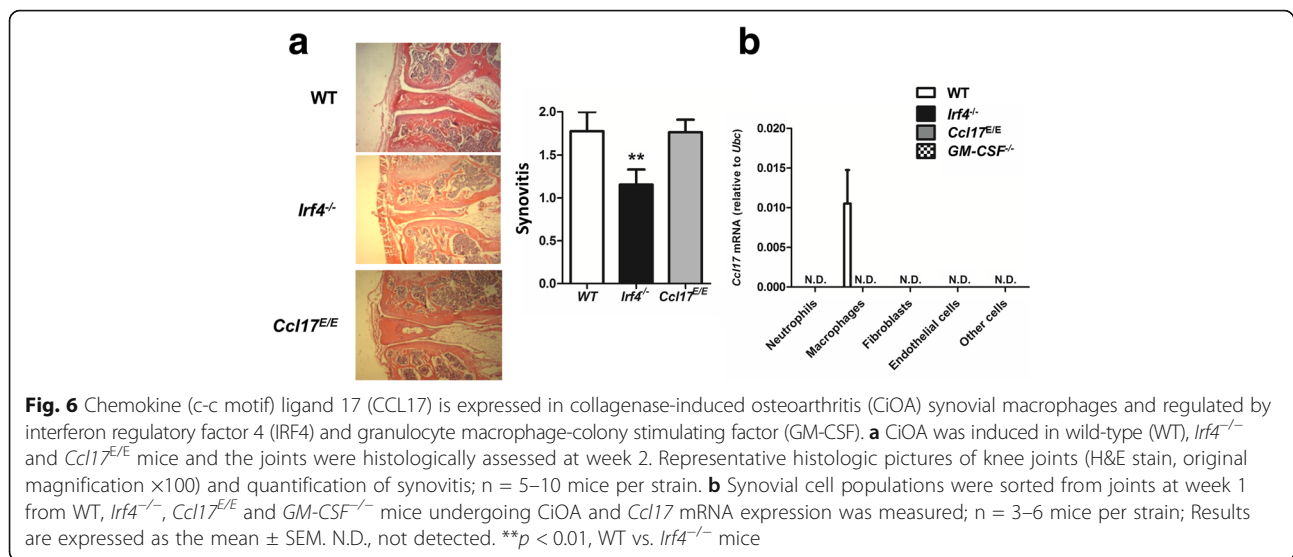 a
WT
Irf4-/-
Ccl17E/E
Synovitis
2.0
1.5
1.0
0.5
0.0
**
WT Irf4-/- Ccl17E/E
b
WT
Irf4-/-
Ccl17E/E
GM-CSF-/-
Ccl17 mRNA (relative to Ubc)
0.020
0.015
0.010
0.005
0.000
N.D. N.D. N.D. N.D. N.D.
Neutrophils
Macrophages
Fibroblasts
Endothelial cells
Other cells
Fig. 6 Chemokine (c-c motif) ligand 17 (CCL17) is expressed in collagenase-induced osteoarthritis (CiOA) synovial macrophages and regulated by
interferon regulatory factor 4 (IRF4) and granulocyte macrophage-colony stimulating factor (GM-CSF). a CiOA was induced in wild-type (WT), Irf4−/−
and Ccl17E/E mice and the joints were histologically assessed at week 2. Representative histologic pictures of knee joints (H&E stain, original
magnification ×100) and quantification of synovitis; n = 5–10 mice per strain. b Synovial cell populations were sorted from joints at week 1
from WT, Irf4−/−, Ccl17E/E and GM-CSF−/− mice undergoing CiOA and Ccl17 mRNA expression was measured; n = 3–6 mice per strain; Results
are expressed as the mean ± SEM. N.D., not detected. **p < 0.01, WT vs. Irf4−/− mice